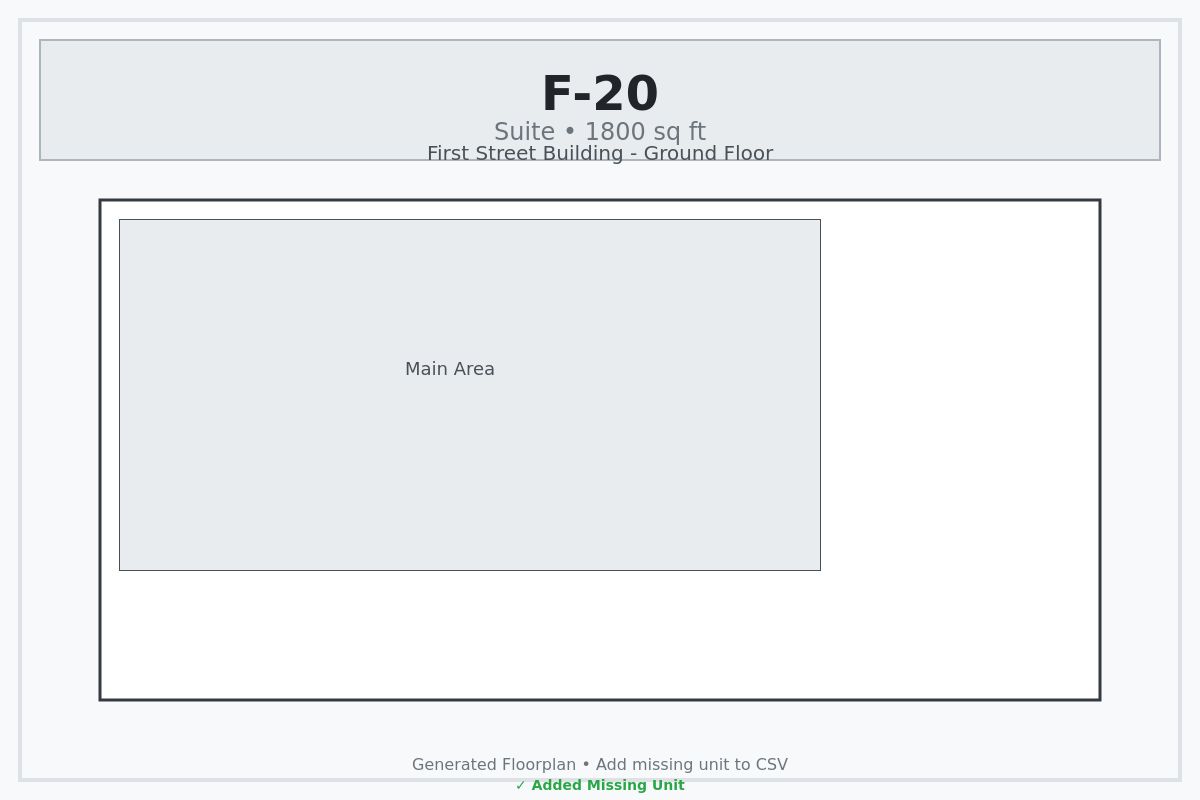 F-20
Suite • 1800 sq ft
First Street Building - Ground Floor
Main Area
Generated Floorplan • Add missing unit to CSV
✓ Added Missing Unit